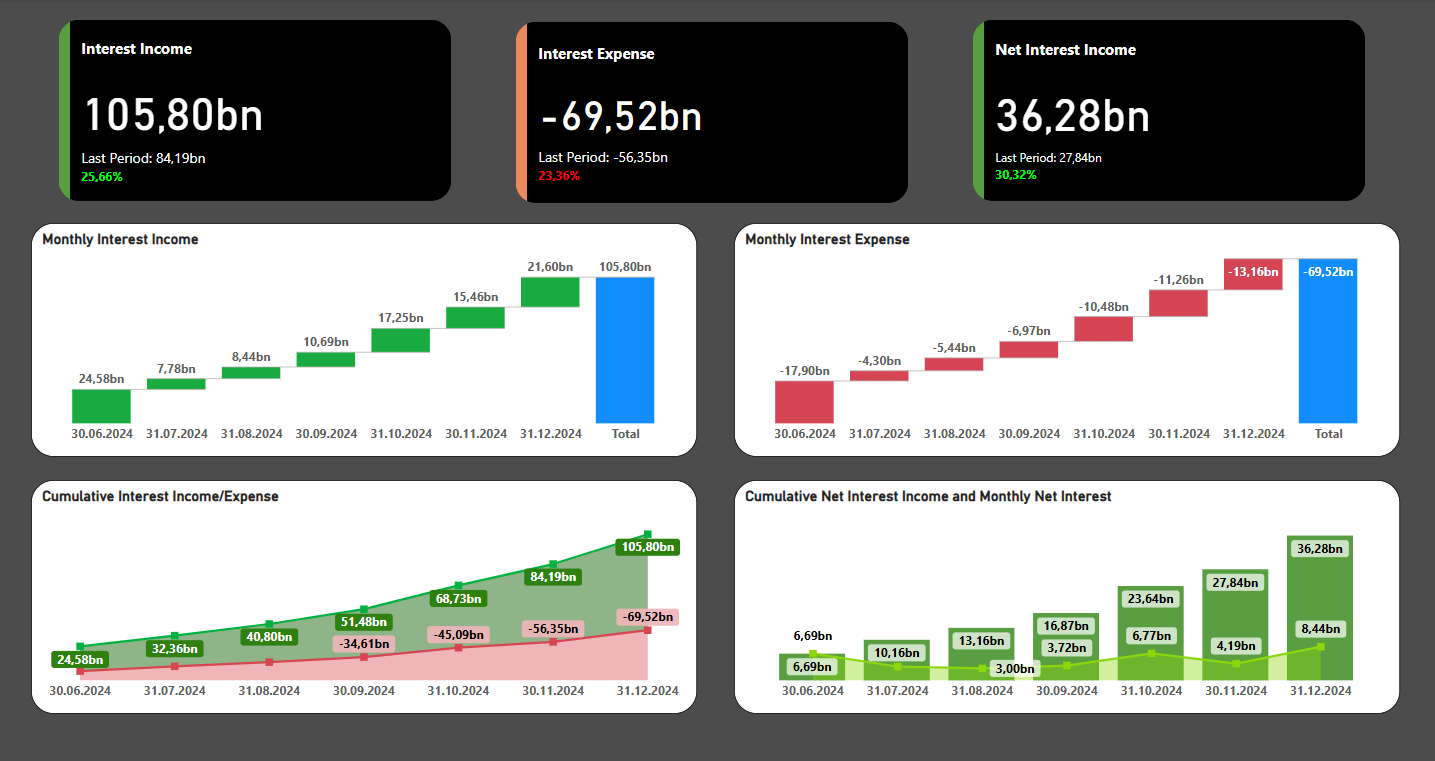 Interest Income
105,80bn
Last Period: 84,19bn
25,66%
Interest Expense
-69,52bn
Last Period: -56,35bn
23,36%
Net Interest Income
36,28bn
Last Period: 27,84bn
30,32%
Monthly Interest Income
24,58bn
7,78bn
8,44bn
10,69bn
17,25bn
15,46bn
21,60bn
105,80bn
30.06.2024 31.07.2024 31.08.2024 30.09.2024 31.10.2024 30.11.2024 31.12.2024 Total
Monthly Interest Expense
-17,90bn
-4,30bn
-5,44bn
-6,97bn
-10,48bn
-11,26bn
-13,16bn
-69,52bn
30.06.2024 31.07.2024 31.08.2024 30.09.2024 31.10.2024 30.11.2024 31.12.2024 Total
Cumulative Interest Income/Expense
24,58bn
32,36bn
40,80bn
51,48bn
68,73bn
84,19bn
105,80bn
-34,61bn
-45,09bn
-56,35bn
-69,52bn
30.06.2024 31.07.2024 31.08.2024 30.09.2024 31.10.2024 30.11.2024 31.12.2024
Cumulative Net Interest Income and Monthly Net Interest
6,69bn
6,69bn
10,16bn
13,16bn
3,00bn
16,87bn
3,72bn
23,64bn
6,77bn
27,84bn
4,19bn
36,28bn
8,44bn
30.06.2024 31.07.2024 31.08.2024 30.09.2024 31.10.2024 30.11.2024 31.12.2024